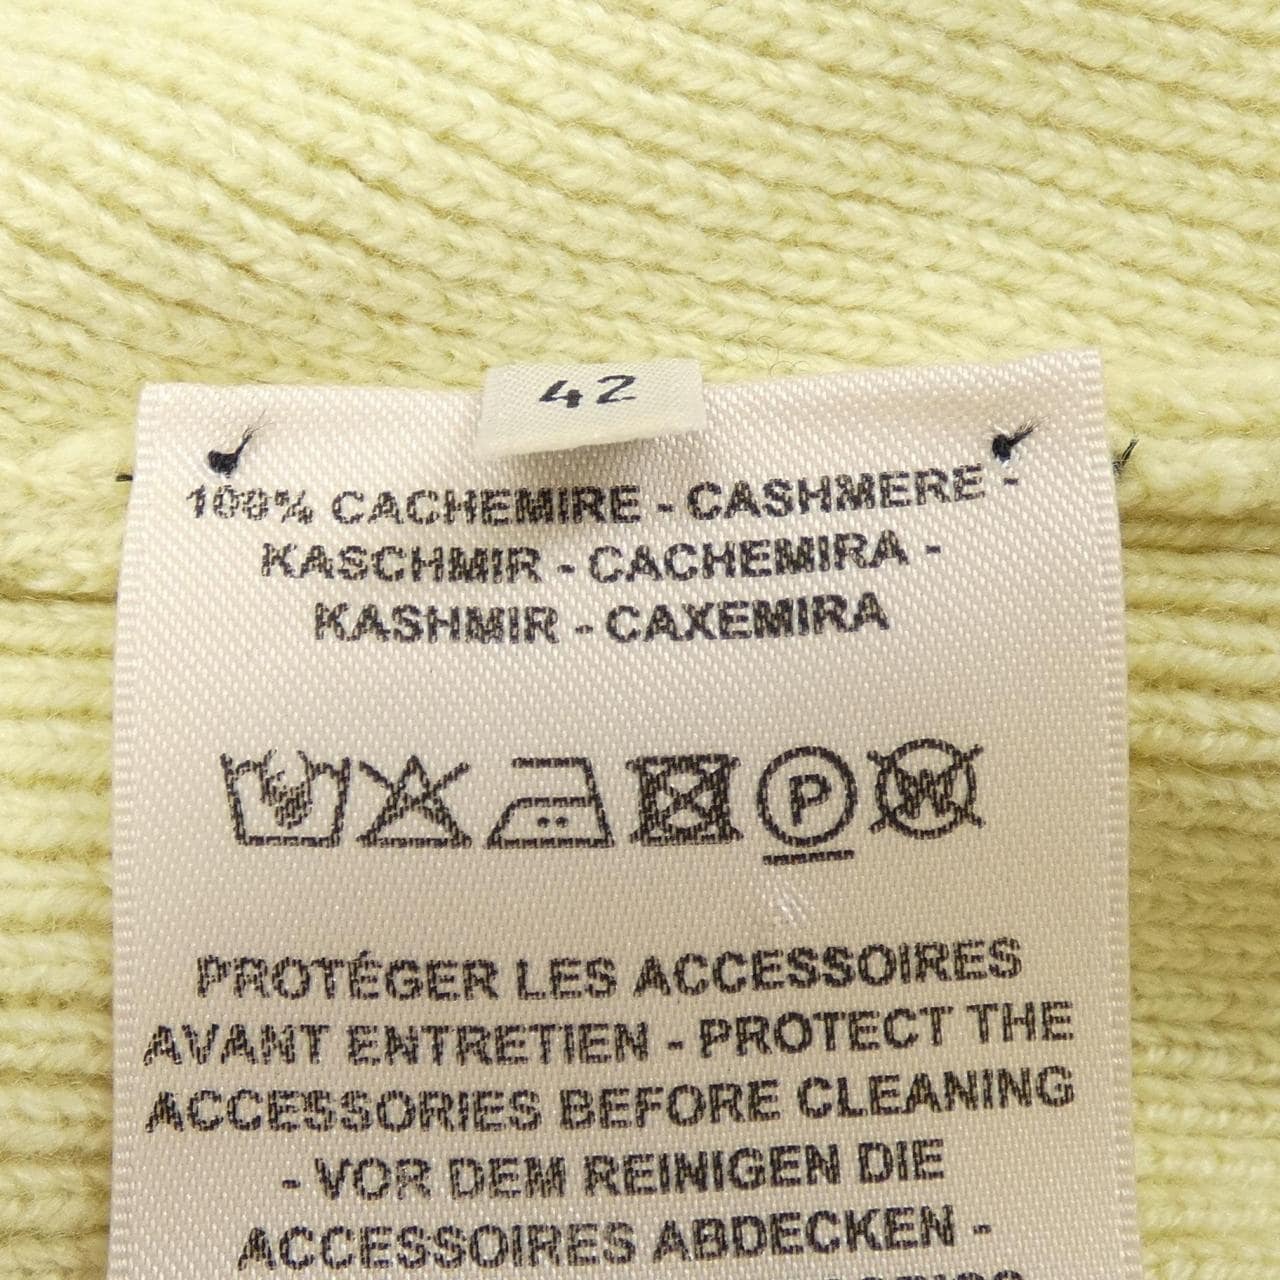 42
100% CACHEMIRE - CASHMERE -
KASCHMIR - CACHEMIRA -
KASHMIR - CAXEMIRA
P
W
PROTÉGER LES ACCESSOIRES
AVANT ENTRETIEN - PROTECT THE
ACCESSORIES BEFORE CLEANING
- VOR DEM REINIGEN DIE
ACCESSOIRES ABDECKEN -